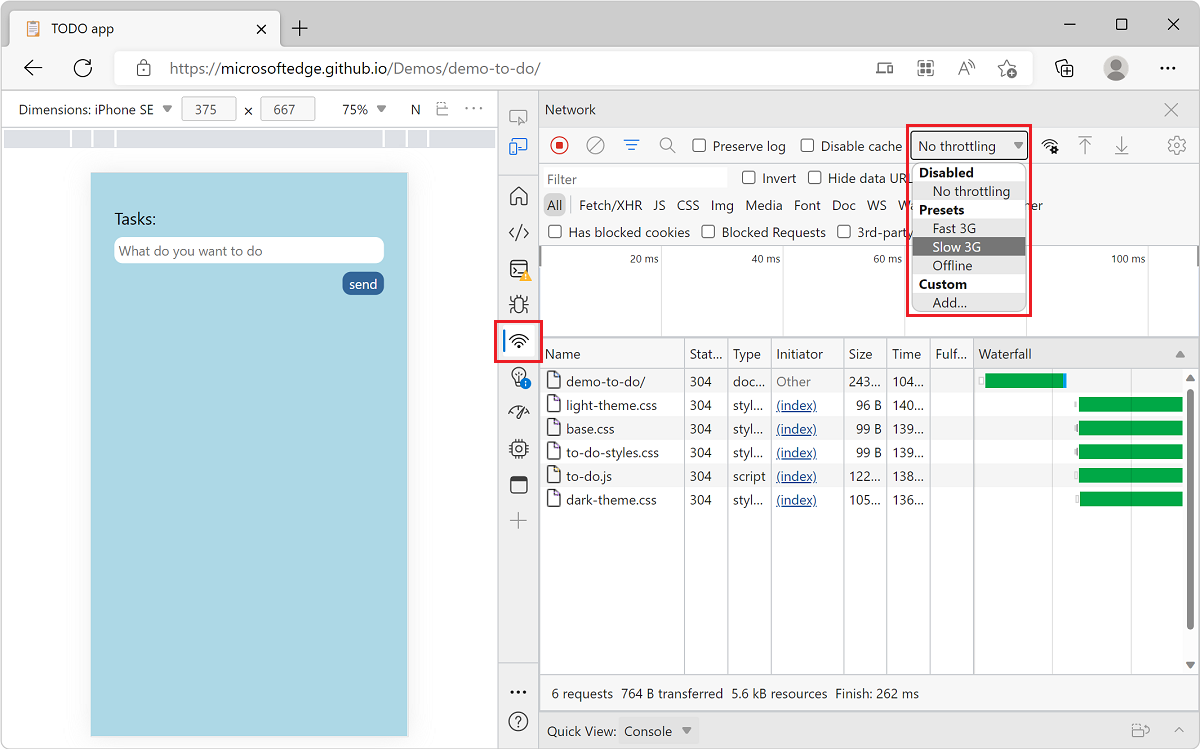 TODO app
https://microsoftedge.github.io/Demos/demo-to-do/
Dimensions: iPhone SE 375 × 667 75% N
Tasks:
What do you want to do
send
Network
Preserve log Disable cache No throttling
Filter Invert Hide data UR
All Fetch/XHR JS CSS Img Media Font Doc WS
Has blocked cookies Blocked Requests 3rd-party
Disabled
No throttling
Presets
Fast 3G
Slow 3G
Offline
Custom
Add...
20 ms 40 ms 60 ms 100 ms
Name Stat... Type Initiator Size Time Fulf... Waterfall
demo-to-do/ 304 doc... Other 243... 104...
light-theme.css 304 styl... (index) 96 B 140...
base.css 304 styl... (index) 99 B 139...
to-do-styles.css 304 styl... (index) 99 B 139...
to-do.js 304 script (index) 122... 138...
dark-theme.css 304 styl... (index) 105... 136...
6 requests 764 B transferred 5.6 kB resources Finish: 262 ms
Quick View: Console